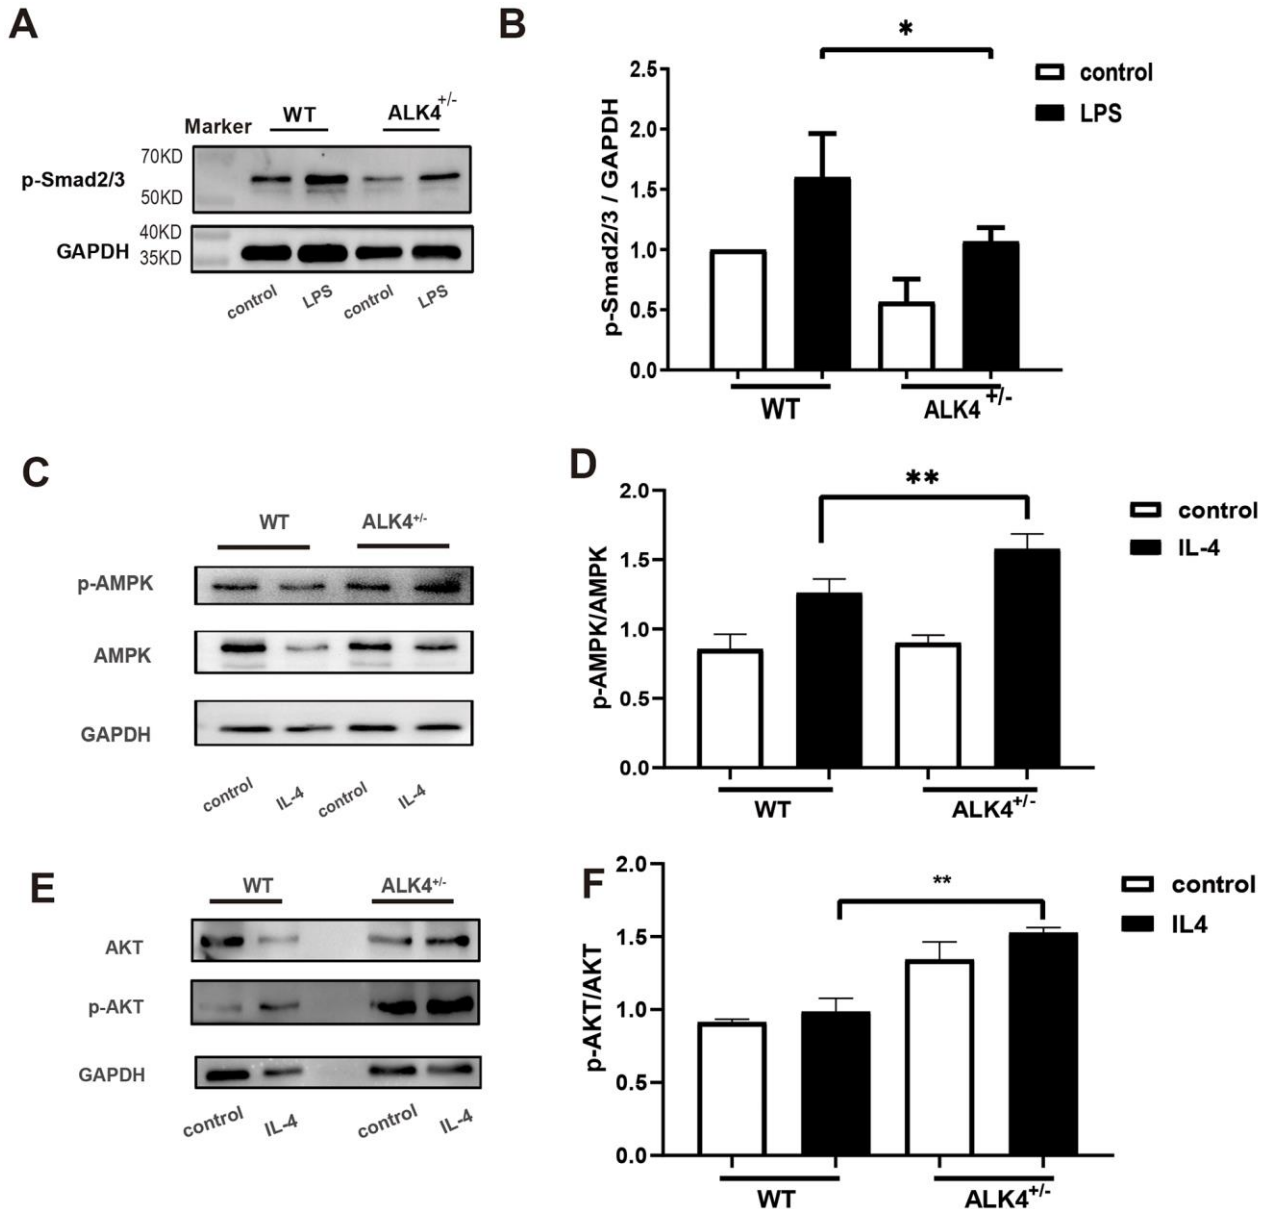 A
B
WT
ALK4+/-
Marker
70KD
p-Smad2/3
50KD
40KD
GAPDH
35KD
control
LPS
control
LPS
*
control
LPS
p-Smad2/3 / GAPDH
2.5
2.0
1.5
1.0
0.5
0.0
WT
ALK4+/-
C
D
WT
ALK4+/-
p-AMPK
AMPK
GAPDH
control
IL-4
control
IL-4
**
control
IL-4
p-AMPK/AMPK
2.0
1.5
1.0
0.5
0.0
WT
ALK4+/-
E
F
WT
ALK4+/-
AKT
p-AKT
GAPDH
control
IL-4
control
IL-4
**
control
IL4
p-AKT/AKT
2.0
1.5
1.0
0.5
0.0
WT
ALK4+/-